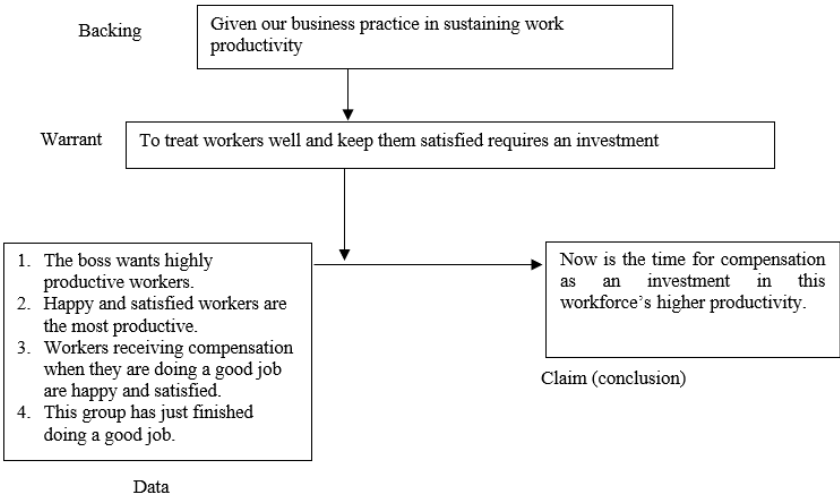 Backing
Given our business practice in sustaining work
productivity
Warrant
To treat workers well and keep them satisfied requires an investment
1. The boss wants highly
productive workers.
2. Happy and satisfied workers are
the most productive.
3. Workers receiving compensation
when they are doing a good job
are happy and satisfied.
4. This group has just finished
doing a good job.
Data
Now is the time for compensation
as an investment in this
workforce’s higher productivity.
Claim (conclusion)